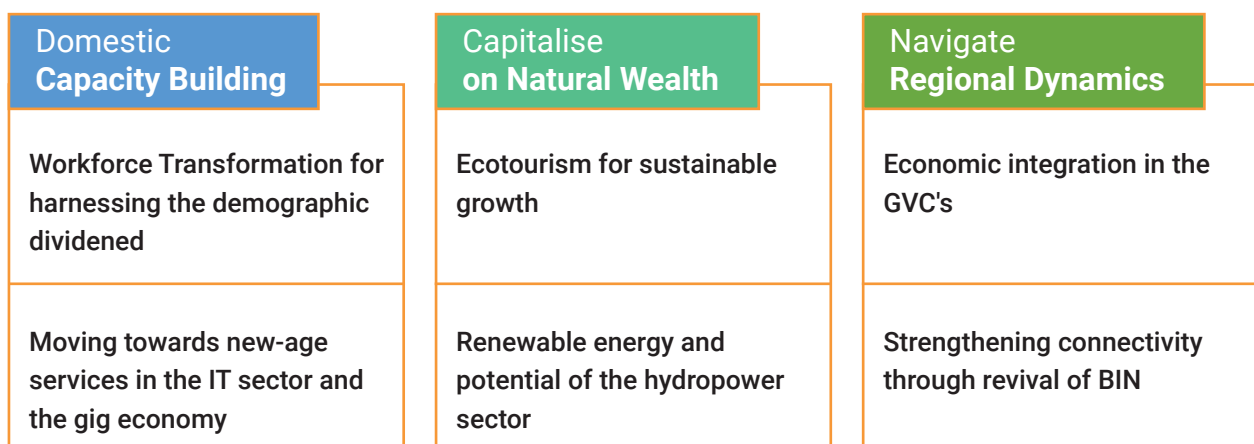 Domestic
Capacity Building
Workforce Transformation for
harnessing the demographic
dividened
Moving towards new-age
services in the IT sector and
the gig economy
Capitalise
on Natural Wealth
Ecotourism for sustainable
growth
Renewable energy and
potential of the hydropower
sector
Navigate
Regional Dynamics
Economic integration in the
GVC's
Strengthening connectivity
through revival of BIN